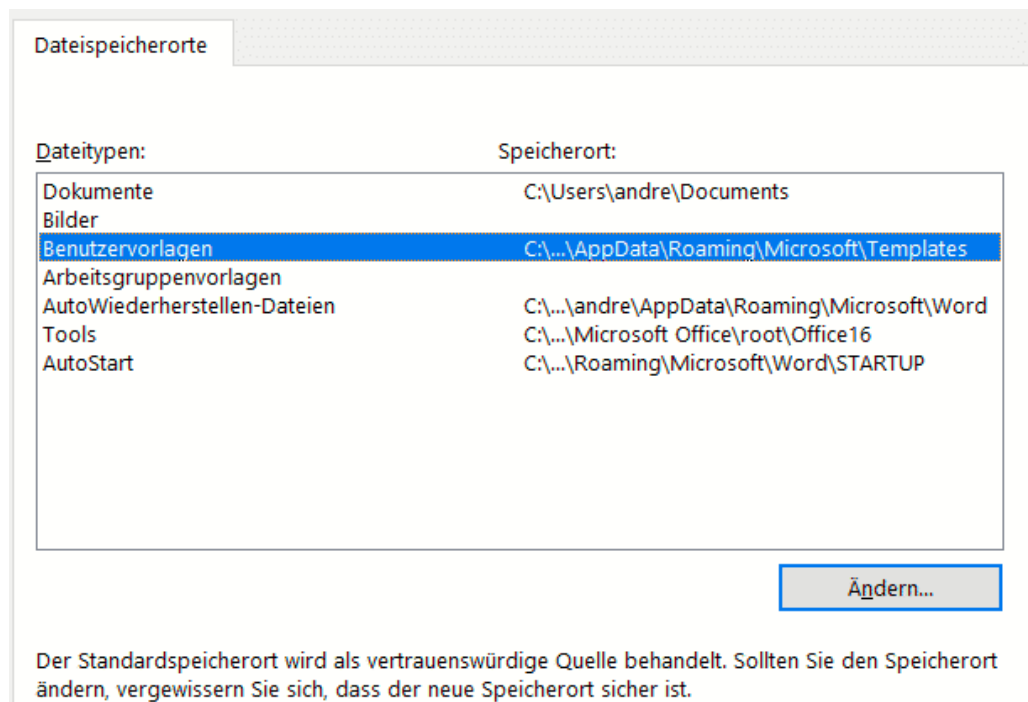 Dateispeicherorte
Dateitypen: Speicherort:
Dokumente C:\Users\andre\Documents
Bilder
Benutzervorlagen C:\...\AppData\Roaming\Microsoft\Templates
Arbeitsgruppenvorlagen
AutoWiederherstellen-Dateien C:\...\andre\AppData\Roaming\Microsoft\Word
Tools C:\...\Microsoft Office\root\Office16
AutoStart C:\...\Roaming\Microsoft\Word\STARTUP
Ändern...
Der Standardspeicherort wird als vertrauenswürdige Quelle behandelt. Sollten Sie den Speicherort
ändern, vergewissern Sie sich, dass der neue Speicherort sicher ist.